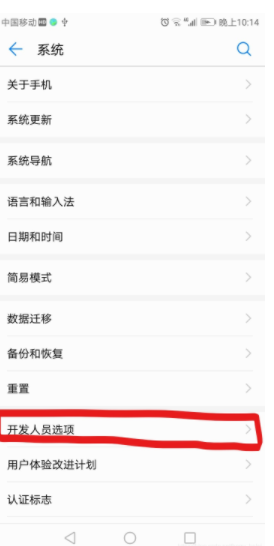 中国移动 晚上10:14
系统
关于手机
系统更新
系统导航
语言和输入法
日期和时间
简易模式
数据迁移
备份和恢复
重置
开发人员选项
用户体验改进计划
认证标志